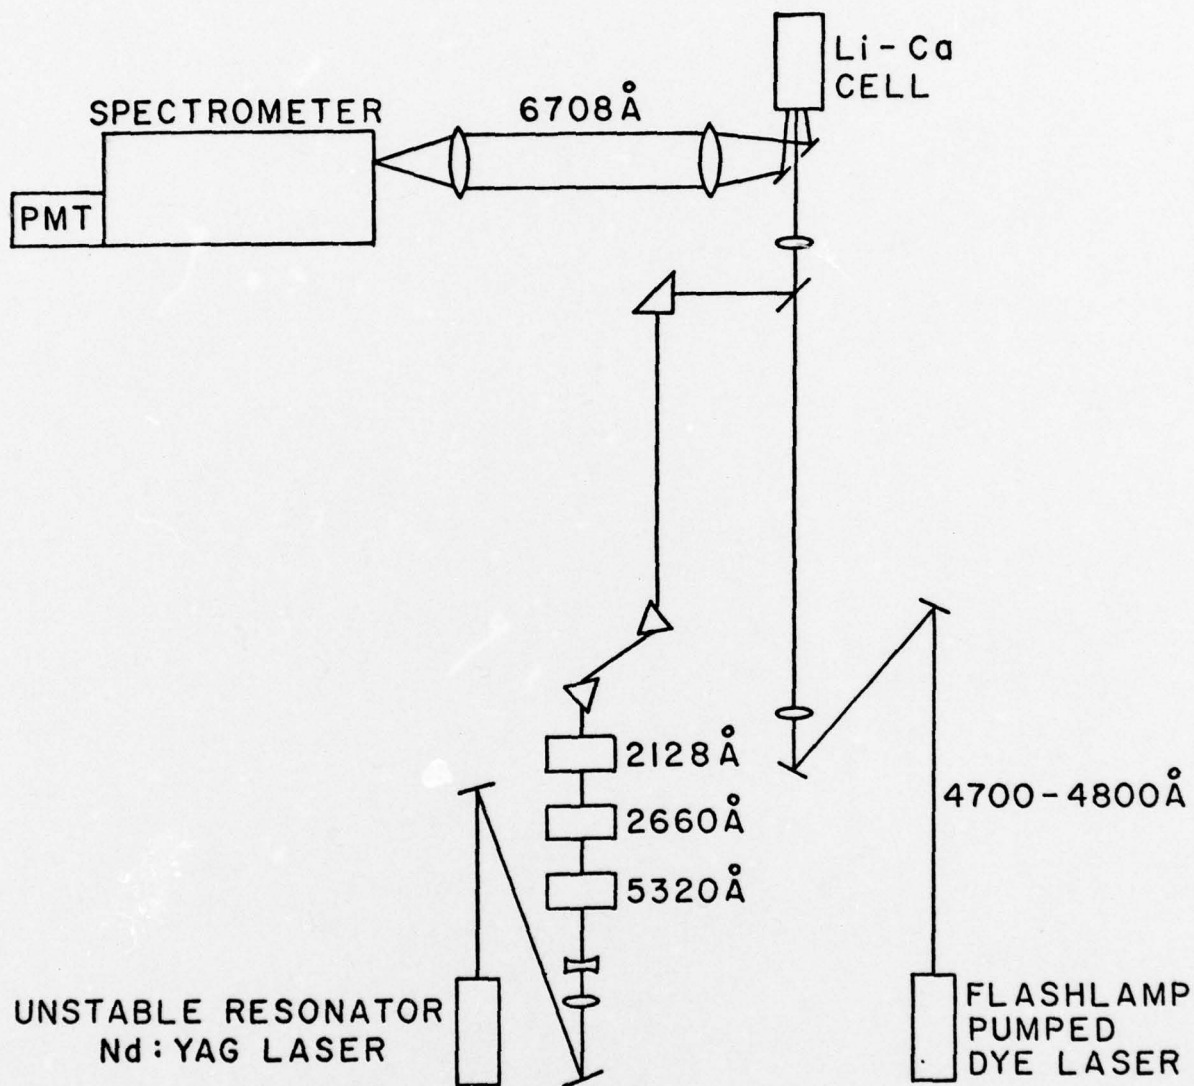 Li-Ca
CELL
SPECTROMETER
6708Å
PMT
2128Å
2660Å
5320Å
4700-4800Å
UNSTABLE RESONATOR
Nd:YAG LASER
FLASHLAMP
PUMPED
DYE LASER